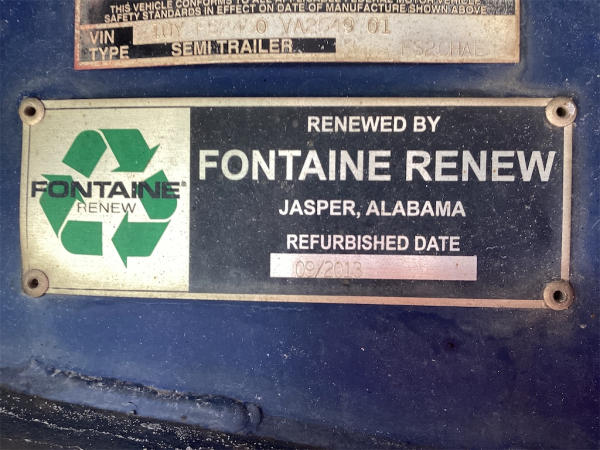 THIS VEHICLE CONFORMS TO ALL APPLICABLE FEDERAL MOTOR VEHICLE
SAFETY STANDARDS IN EFFECT ON DATE OF MANUFACTURE SHOWN ABOVE
VIN
TYPE SEMI TRAILER
FONTAINE®
RENEW
RENEWED BY
FONTAINE RENEW
JASPER, ALABAMA
REFURBISHED DATE
09/2013